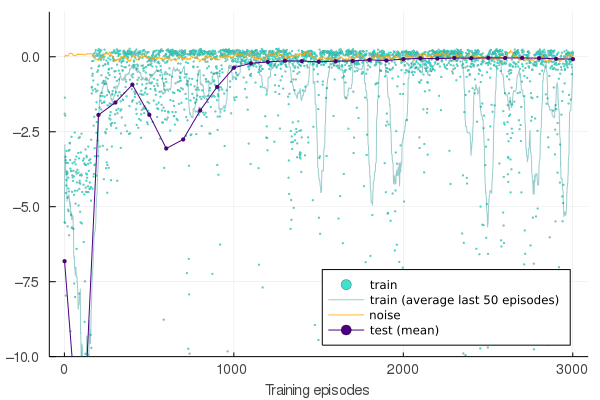 0.0
−2.5
−5.0
−7.5
−10.0
train
train (average last 50 episodes)
noise
test (mean)
0 1000 2000 3000
Training episodes